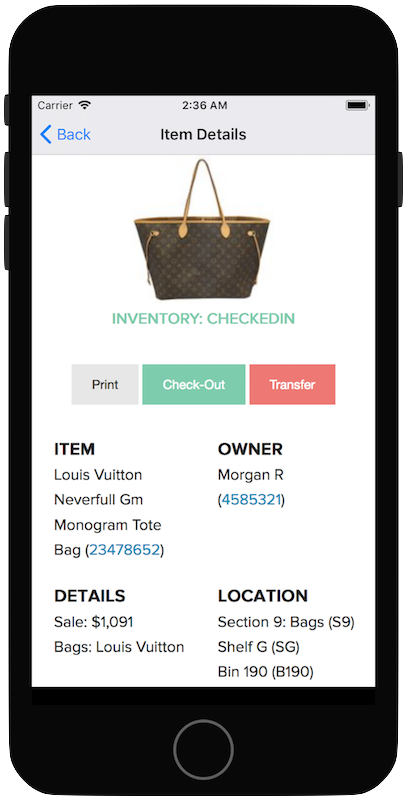 Carrier 2:36 AM
Back Item Details
INVENTORY: CHECKEDIN
Print Check-Out Transfer
ITEM
Louis Vuitton
Neverfull Gm
Monogram Tote
Bag (23478652)
OWNER
Morgan R
(4585321)
DETAILS
Sale: $1,091
Bags: Louis Vuitton
LOCATION
Section 9: Bags (S9)
Shelf G (SG)
Bin 190 (B190)